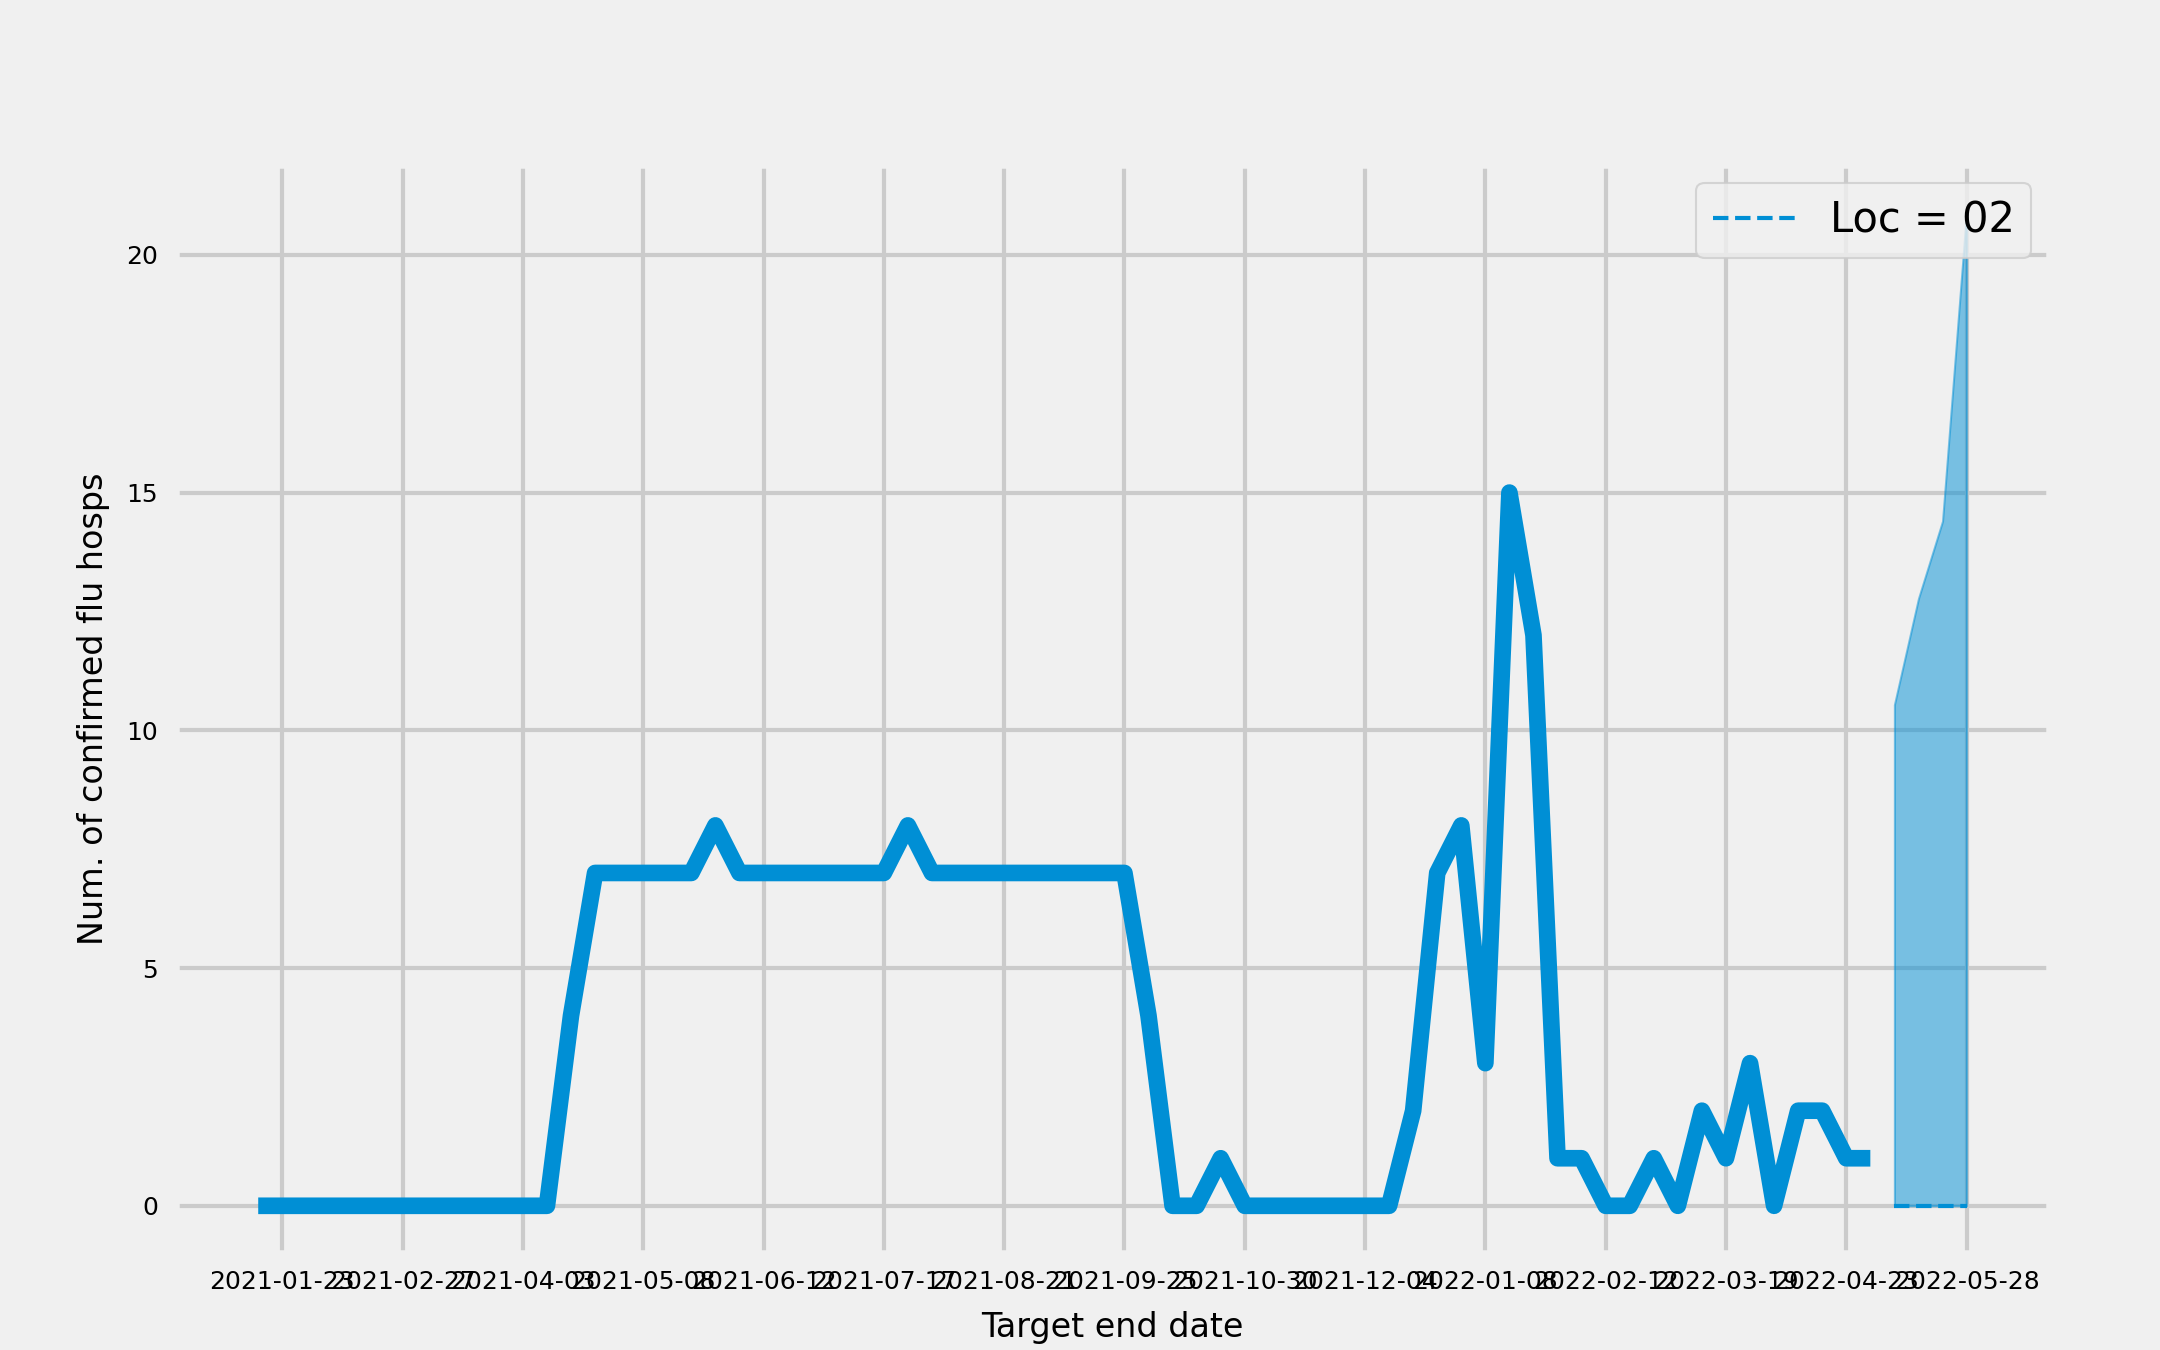 Loc = 02
20
15
10
5
0
Num. of confirmed flu hosps
2021-01-23 2021-02-27 2021-04-03 2021-05-08 2021-06-12 2021-07-17 2021-08-21 2021-09-25 2021-10-30 2021-12-04 2022-01-08 2022-02-12 2022-03-19 2022-04-23 2022-05-28
Target end date